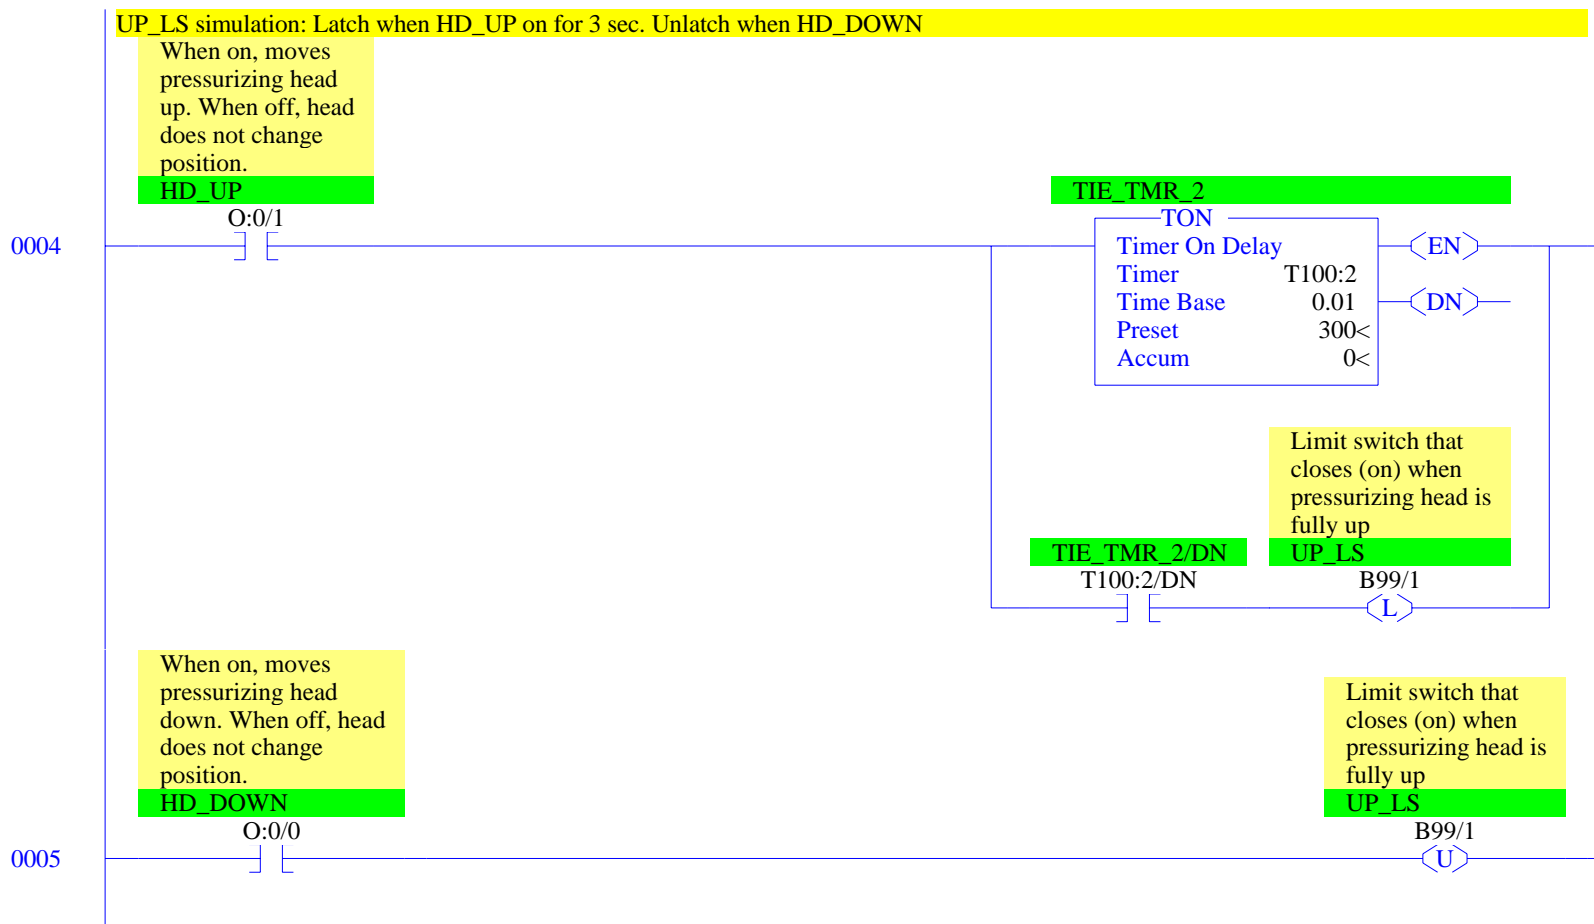 UP_LS simulation: Latch when HD_UP on for 3 sec. Unlatch when HD_DOWN
When on, moves
pressurizing head
up. When off, head
does not change
position.
HD_UP
O:0/1
0004
TIE_TMR_2
TON
Timer On Delay
Timer T100:2
Time Base 0.01
Preset 300<
Accum 0<
EN
DN
Limit switch that
closes (on) when
pressurizing head is
fully up
TIE_TMR_2/DN
T100:2/DN
UP_LS
B99/1
L
When on, moves
pressurizing head
down. When off, head
does not change
position.
HD_DOWN
O:0/0
0005
Limit switch that
closes (on) when
pressurizing head is
fully up
UP_LS
B99/1
U